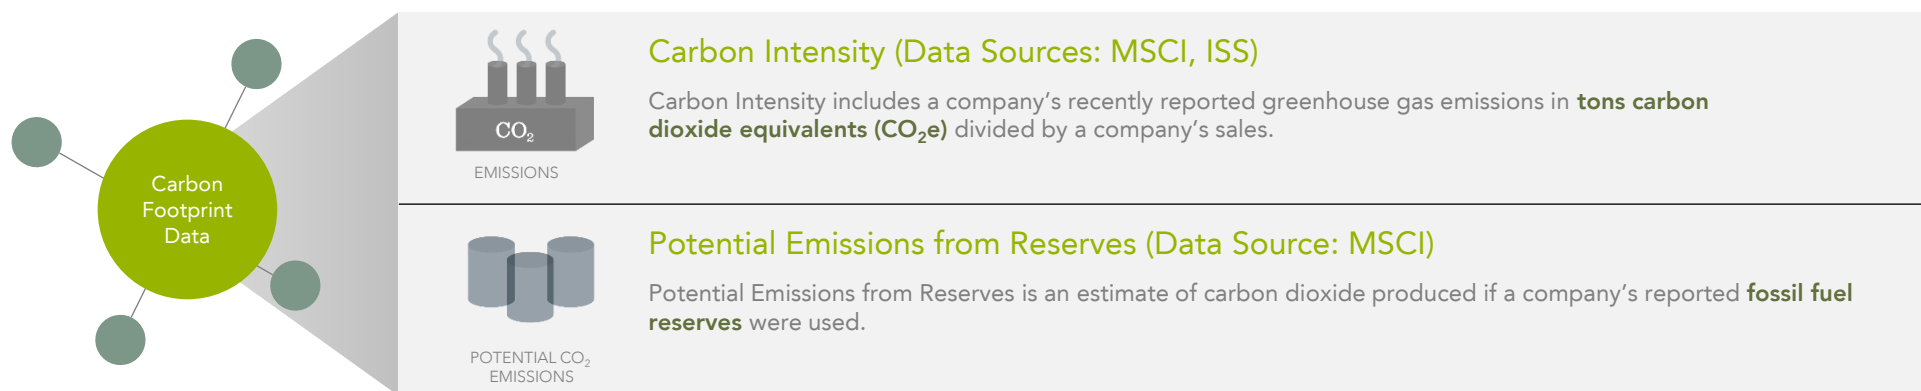 Carbon
Footprint
Data
CO₂
EMISSIONS
Carbon Intensity (Data Sources: MSCI, ISS)
Carbon Intensity includes a company’s recently reported greenhouse gas emissions in tons carbon
dioxide equivalents (CO₂e) divided by a company’s sales.
POTENTIAL CO₂
EMISSIONS
Potential Emissions from Reserves (Data Source: MSCI)
Potential Emissions from Reserves is an estimate of carbon dioxide produced if a company’s reported fossil fuel
reserves were used.